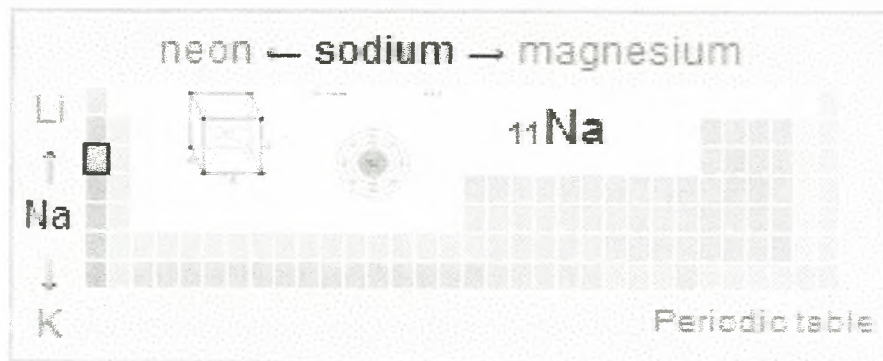 neon ← sodium → magnesium
Li
↑
Na
↓
K
11Na
Periodic table